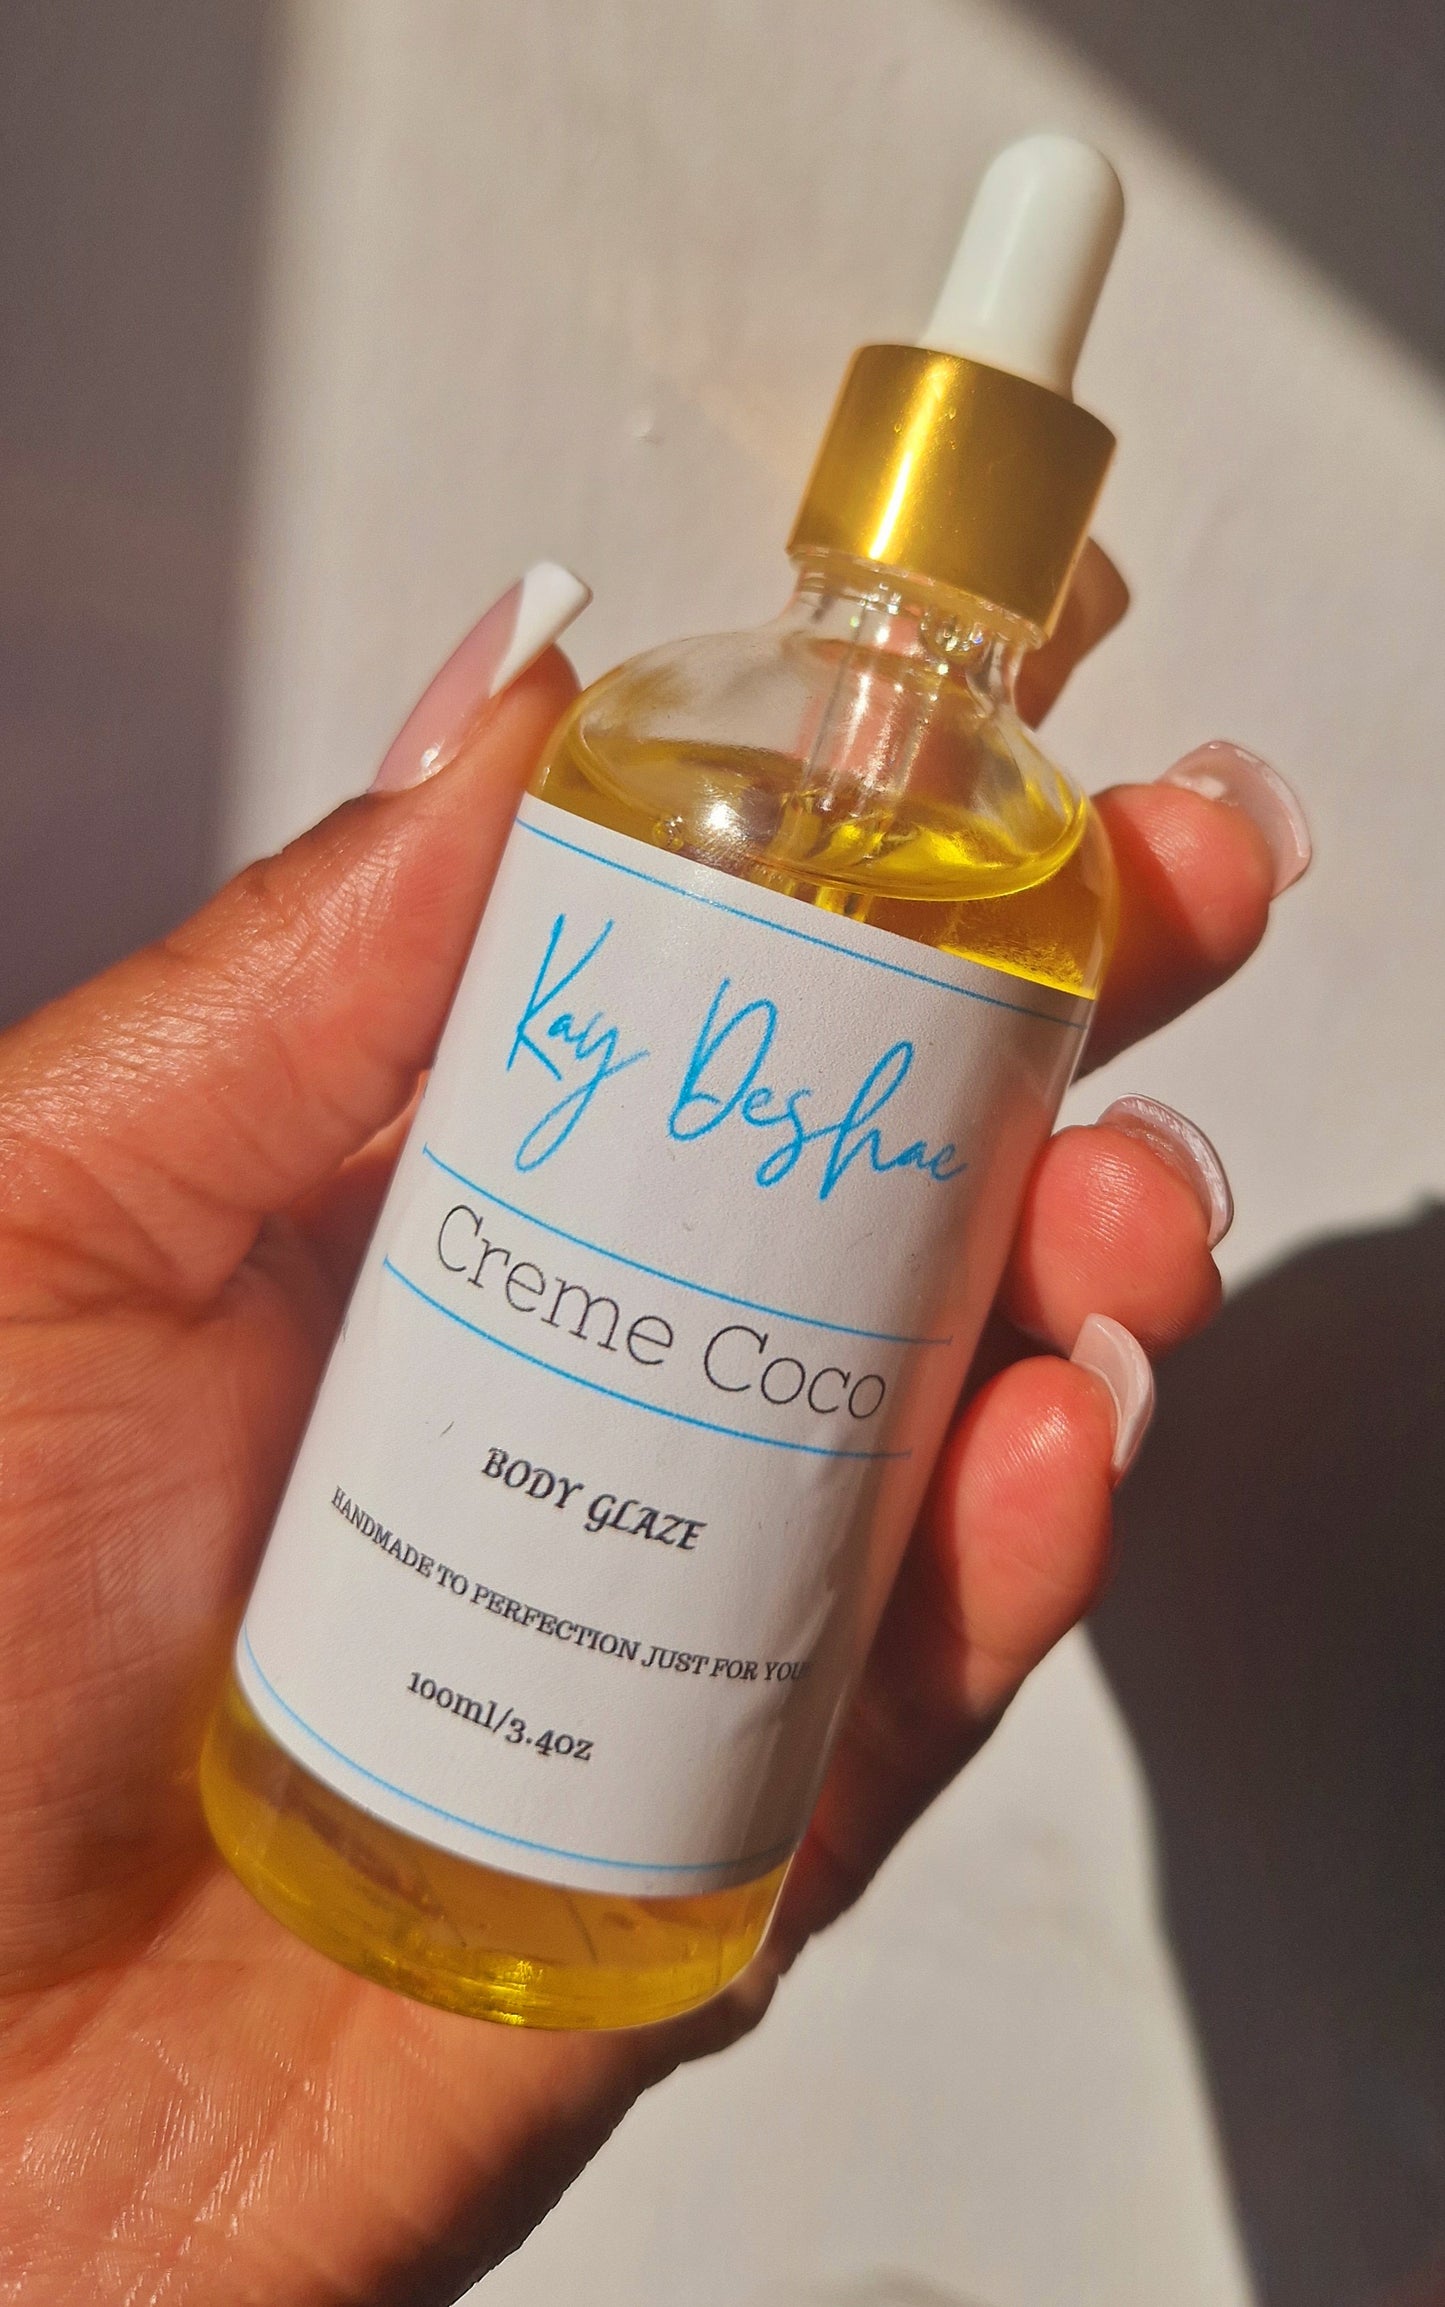 Kay Deshae
Creme Coco
BODY GLAZE
HANDMADE TO PERFECTION JUST FOR YOU
100ml/3.4oz